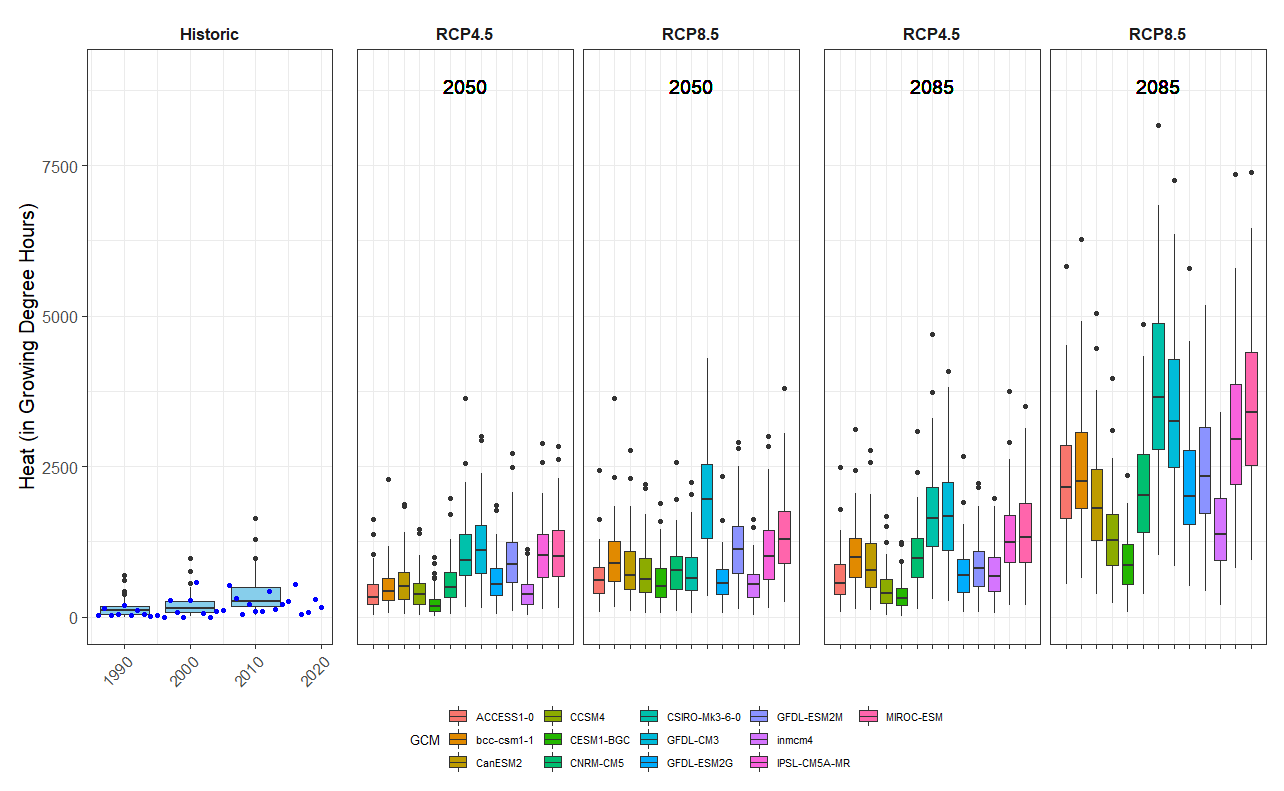 Historic RCP4.5 RCP8.5 RCP4.5 RCP8.5
2050 2050 2085 2085
Heat (in Growing Degree Hours)
7500
5000
2500
0
1990 2000 2010 2020
ACCESS1-0 CCSM4 CSIRO-Mk3-6-0 GFDL-ESM2M MIROC-ESM
GCM bcc-csm1-1 CESM1-BGC GFDL-CM3 inmcm4
CanESM2 CNRM-CM5 GFDL-ESM2G IPSL-CM5A-MR